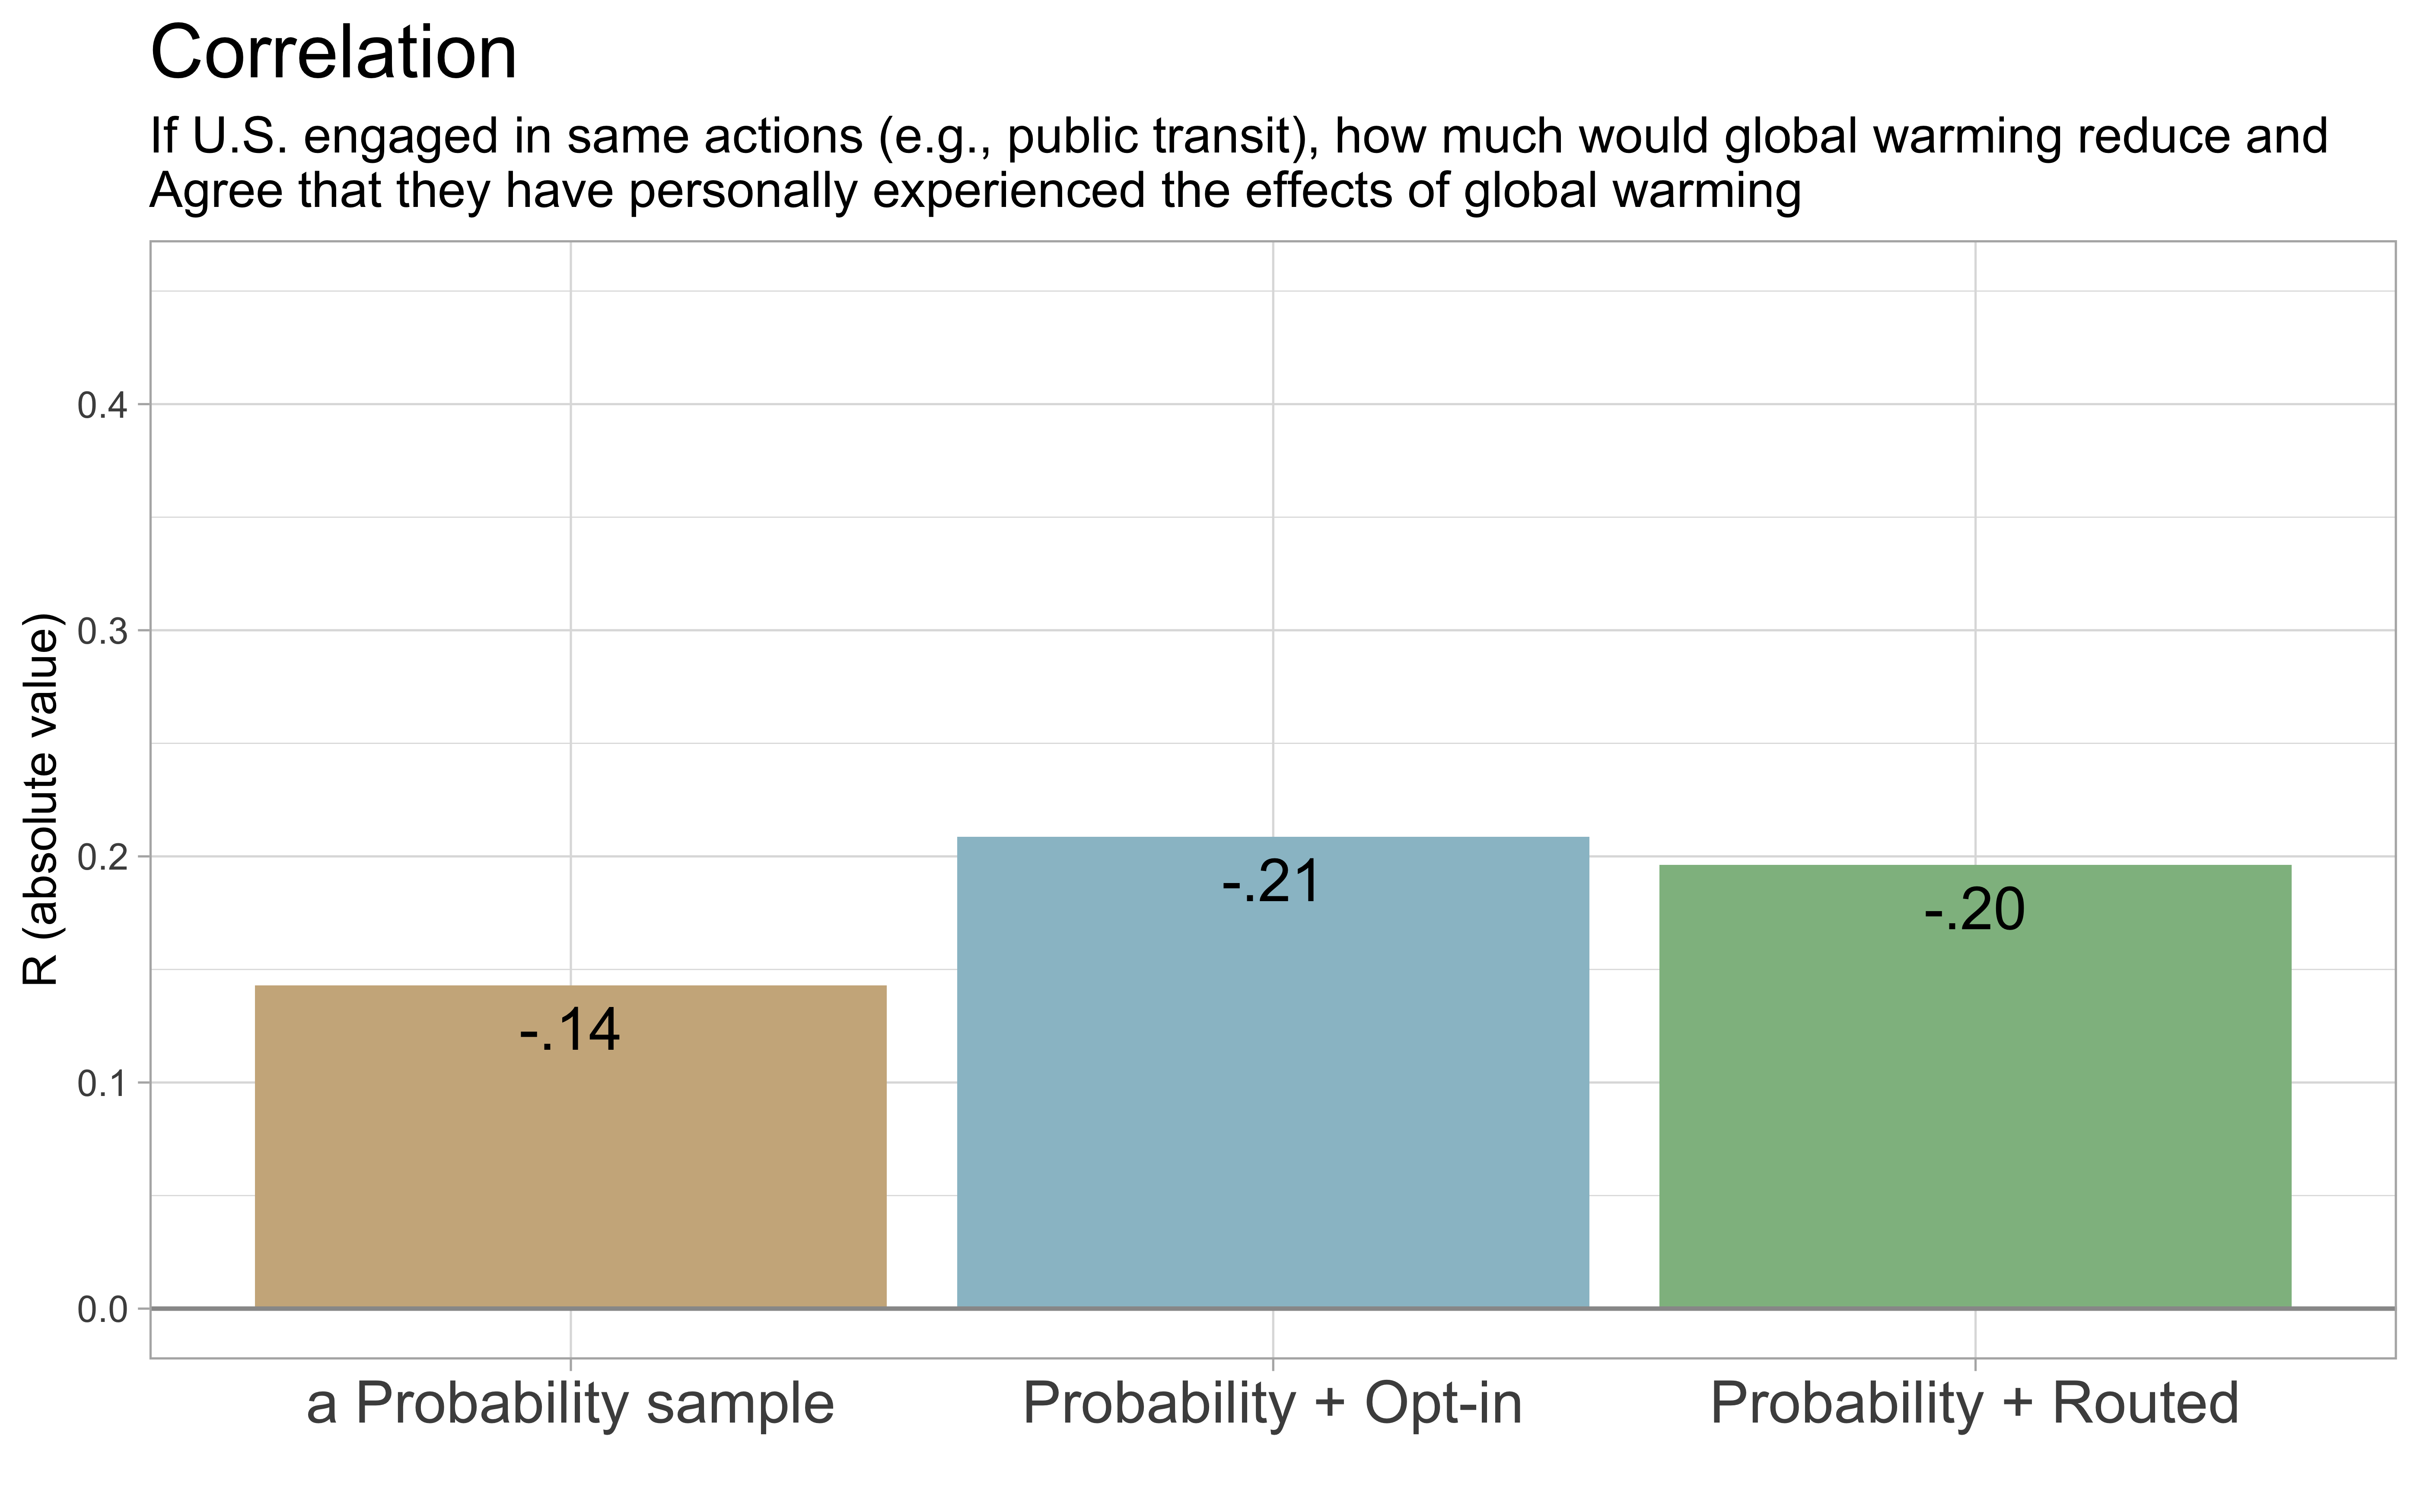 Correlation
If U.S. engaged in same actions (e.g., public transit), how much would global warming reduce and
Agree that they have personally experienced the effects of global warming
R (absolute value)
0.4
0.3
0.2
0.1
0.0
-.14
-.21
-.20
a Probability sample
Probability + Opt-in
Probability + Routed